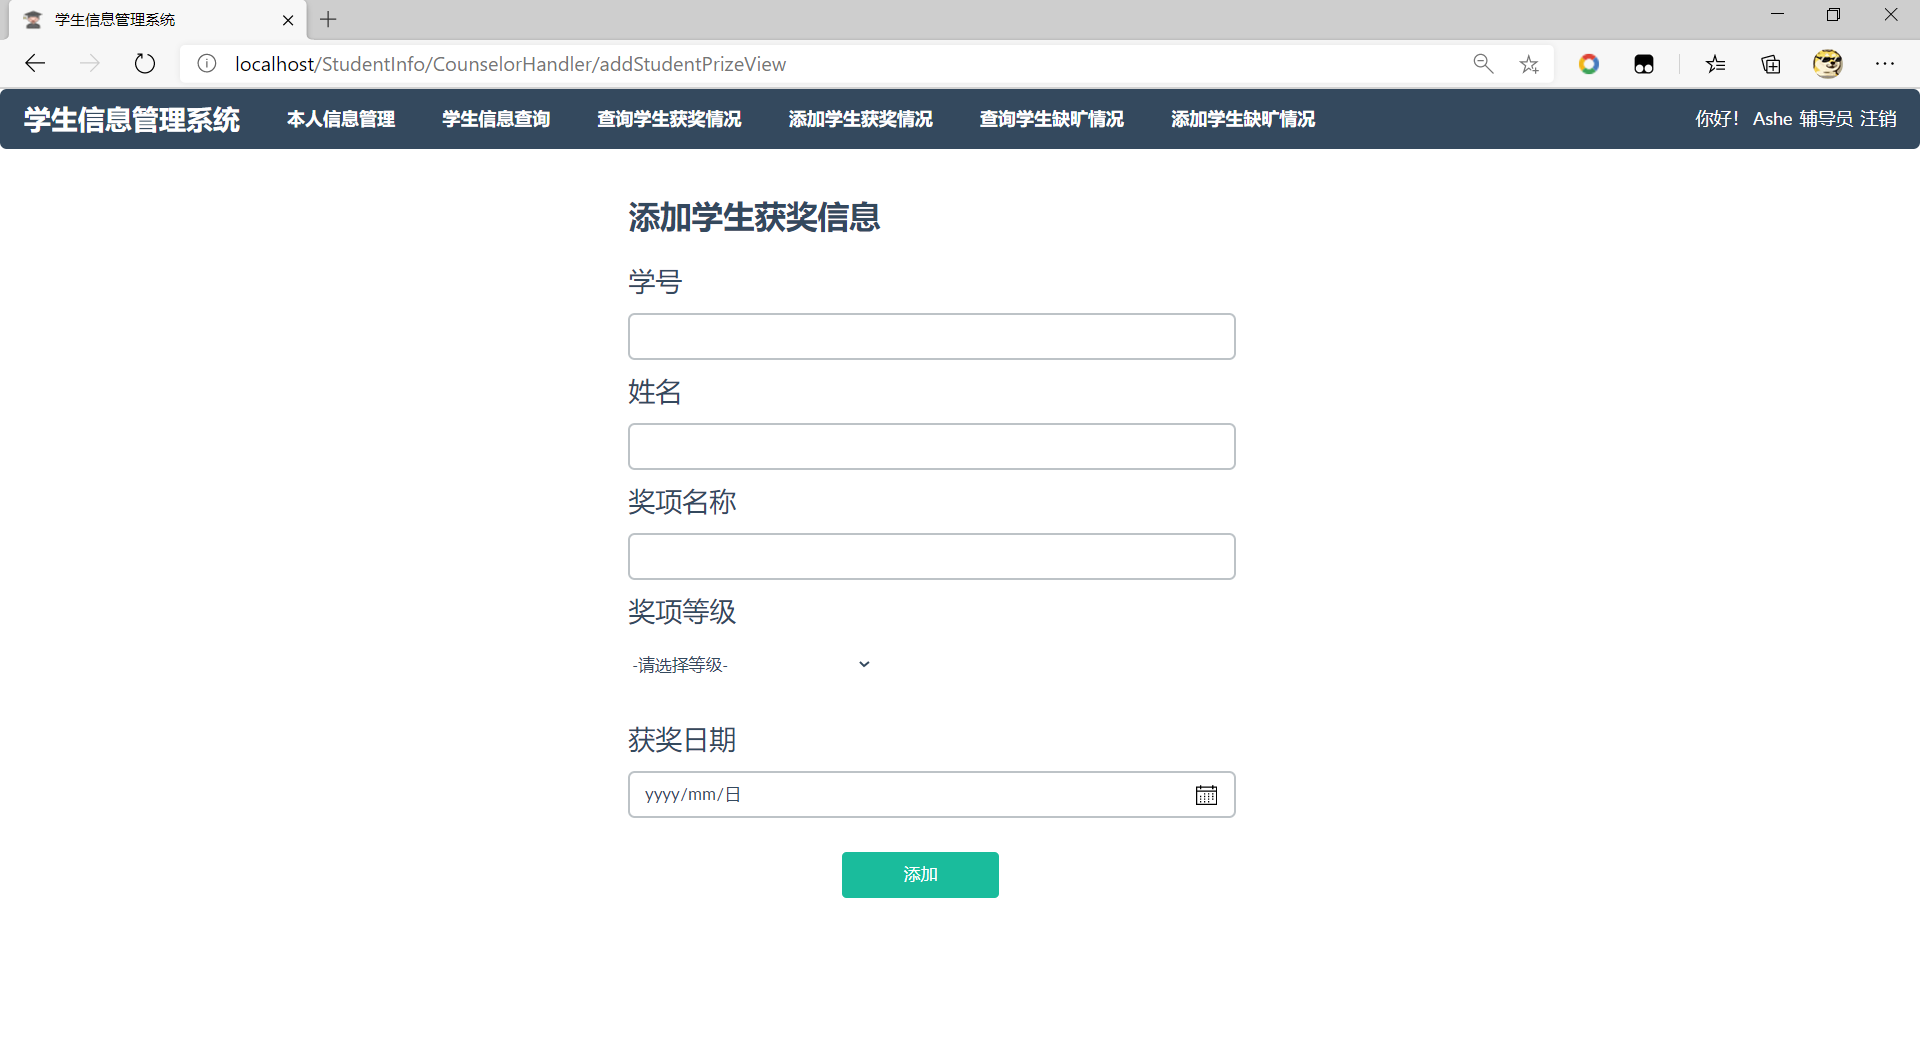 学生信息管理系统
localhost/StudentInfo/CounselorHandler/addStudentPrizeView
学生信息管理系统 本人信息管理 学生信息查询 查询学生获奖情况 添加学生获奖情况 查询学生缺旷情况 添加学生缺旷情况 你好！ Ashe 辅导员 注销
添加学生获奖信息
学号
姓名
奖项名称
奖项等级
-请选择等级-
获奖日期
yyyy/mm/日
添加